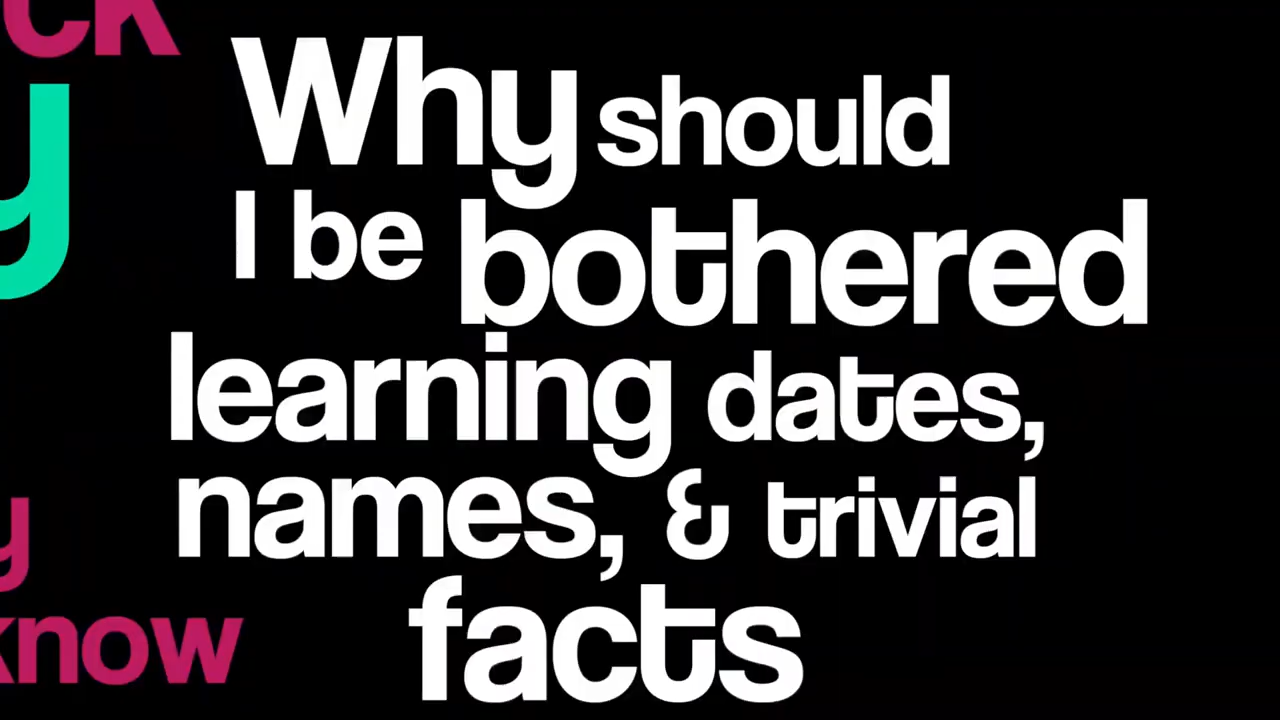 Why should
I be bothered
learning dates,
names, & trivial
facts
know